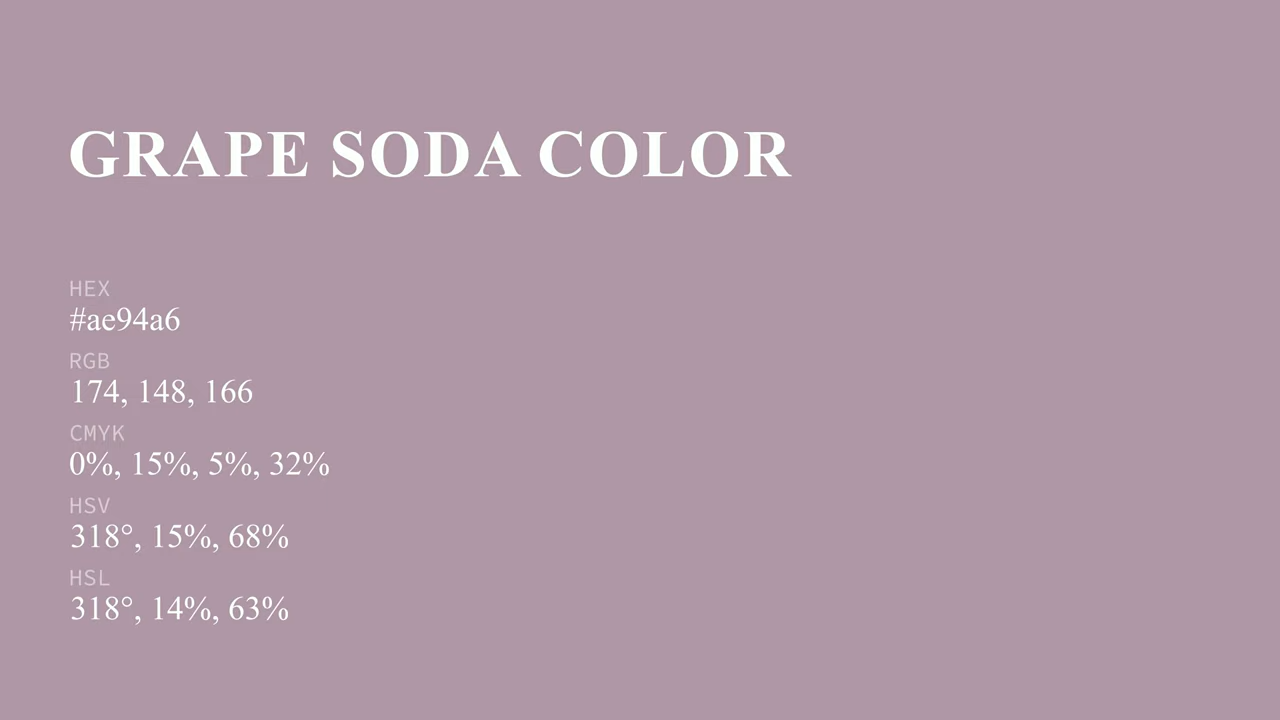 GRAPE SODA COLOR
HEX
#ae94a6
RGB
174, 148, 166
CMYK
0%, 15%, 5%, 32%
HSV
318°, 15%, 68%
HSL
318°, 14%, 63%